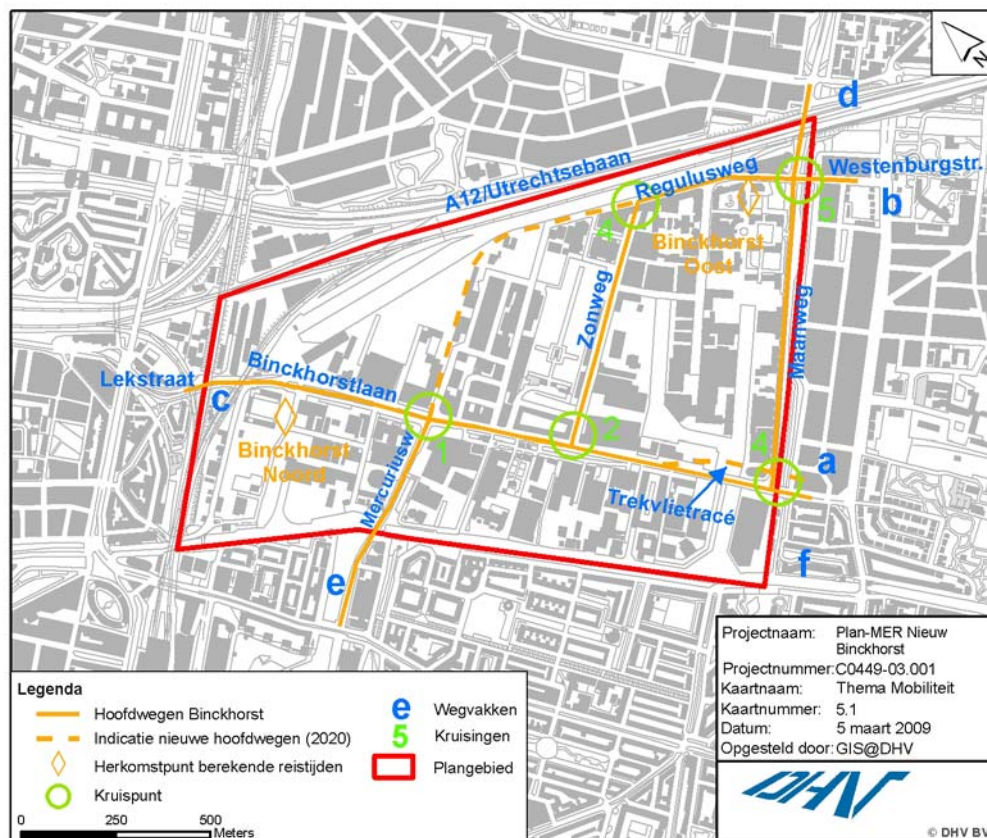 N
d
A12/Utrechtsebaan
Regulusweg
Westenburgstr.
b
4
5
Binckhorst
Oost
Zonweg
Maanweg
Lekstraat
c
Binckhorstlaan
1
2
4
a
Binckhorst
Noord
Mercuriusw.
Trekvlietracé
e
f
Projectnaam: Plan-MER Nieuw
Binckhorst
Projectnummer: C0449-03.001
Kaartnaam: Thema Mobiliteit
Kaartnummer: 5.1
Datum: 5 maart 2009
Opgesteld door: GIS@DHV
DHV
© DHV BV
Legenda
Hoofdwegen Binckhorst
Indicatie nieuwe hoofdwegen (2020)
Herkomstpunt berekende reistijden
Kruispunt
e Wegvakken
5 Kruisingen
Plangebied
0 250 500
Meters